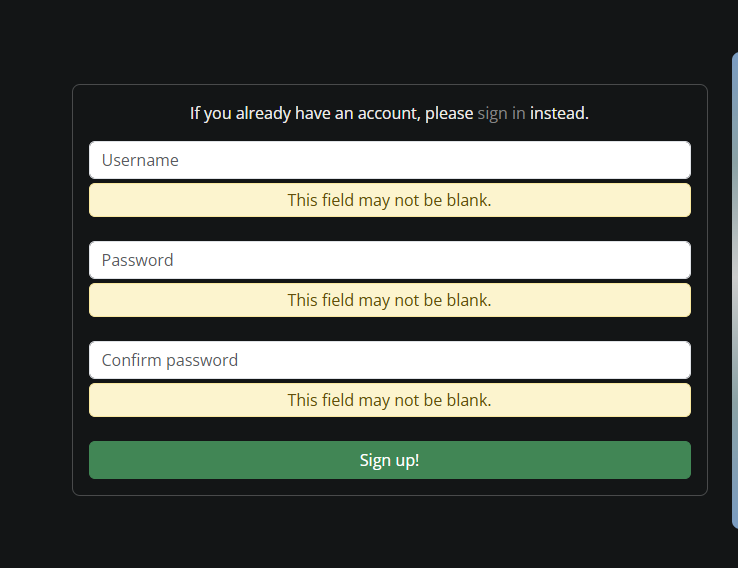 If you already have an account, please sign in instead.
Username
This field may not be blank.
Password
This field may not be blank.
Confirm password
This field may not be blank.
Sign up!